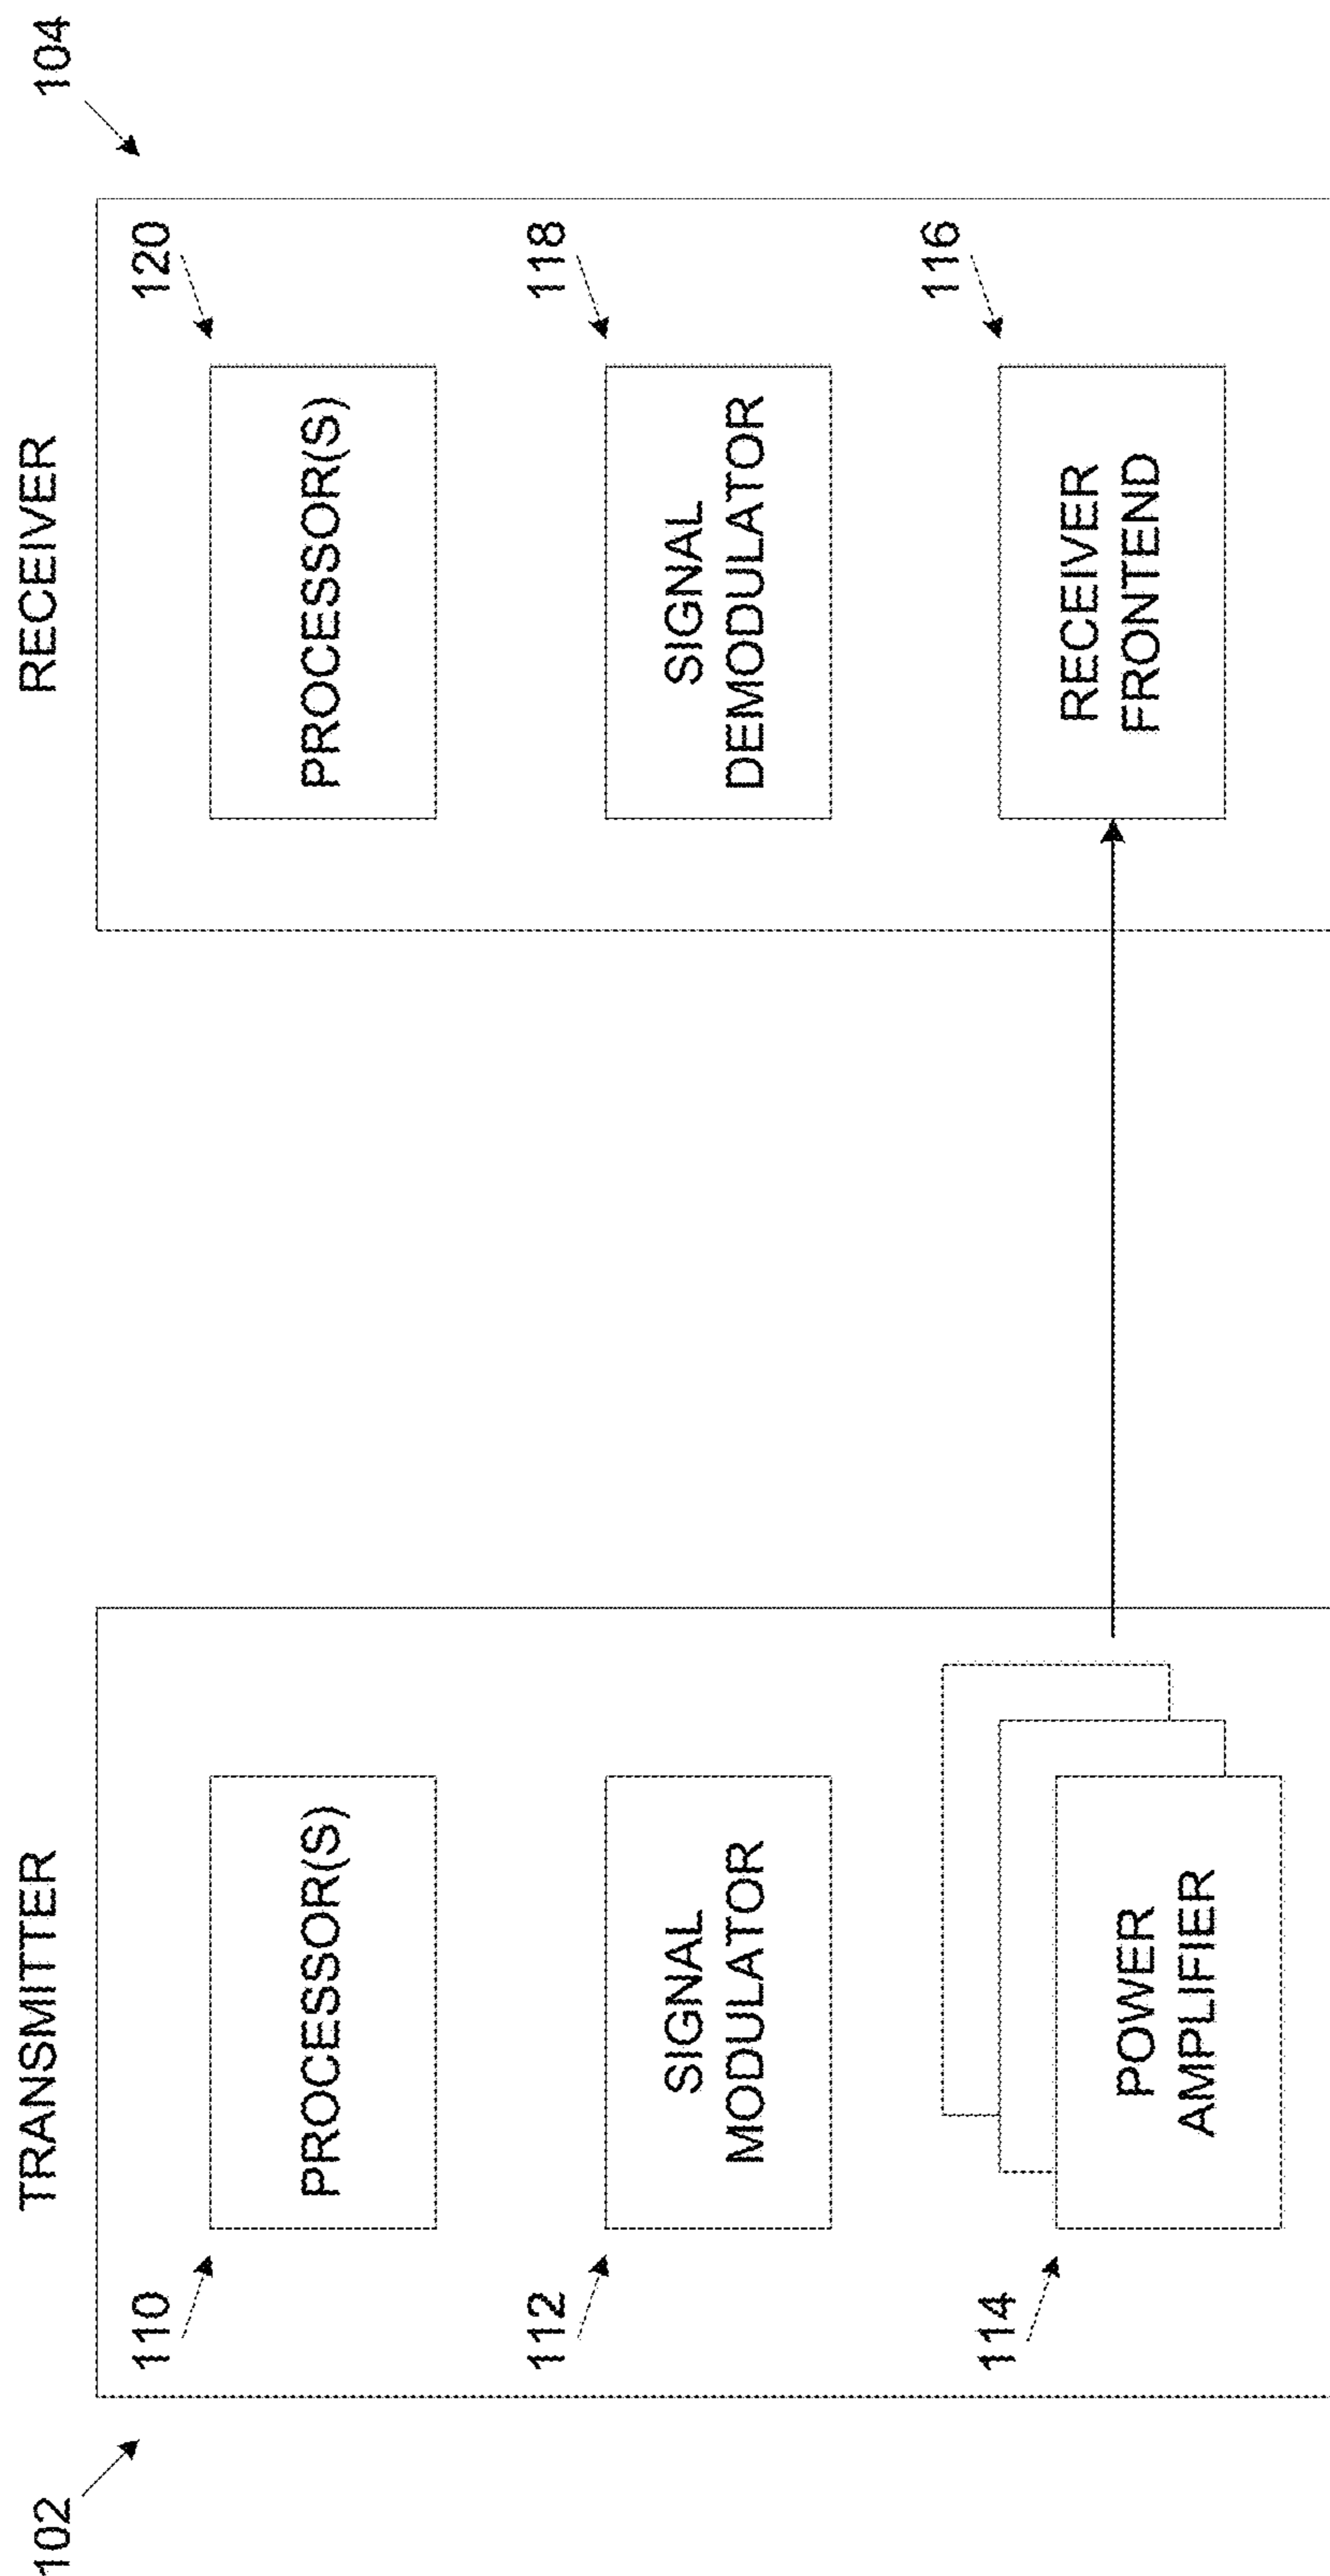 TRANSMITTER
102
110
PROCESSOR(S)
112
SIGNAL
MODULATOR
114
POWER
AMPLIFIER
RECEIVER
104
120
PROCESSOR(S)
118
SIGNAL
DEMODULATOR
116
RECEIVER
FRONTEND